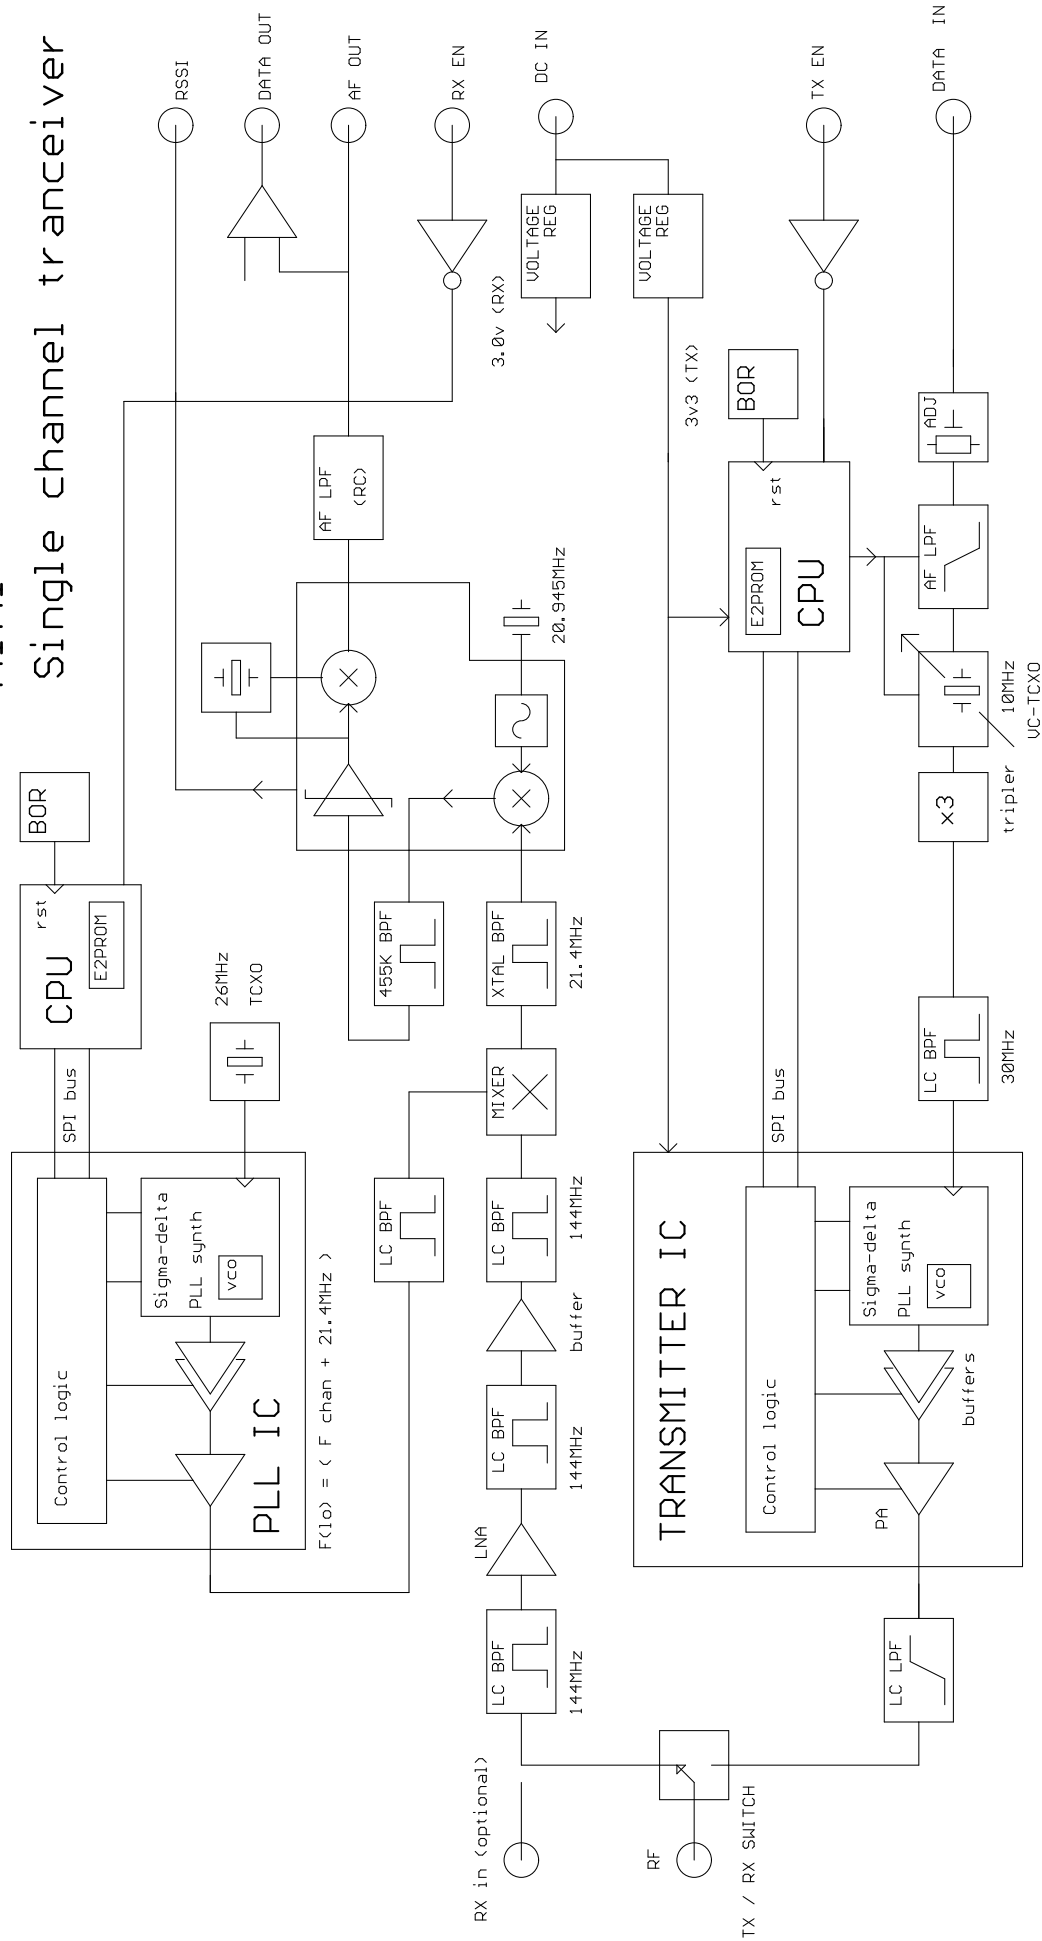 Single channel tranceiver
RSSI
DATA OUT
AF OUT
RX EN
DC IN
TX EN
DATA IN
BOR
CPU
rst
E2PROM
SPI bus
26MHz
TCXO
Control logic
Sigma-delta
PLL synth
vco
PLL IC
F(lo) = ( F chan + 21.4MHz )
AF LPF
(RC)
20.945MHz
455K BPF
XTAL BPF
21.4MHz
MIXER
LC BPF
LC BPF
144MHz
buffer
LC BPF
144MHz
LNA
LC BPF
144MHz
RX in (optional)
RF
TX / RX SWITCH
VOLTAGE
REG
3.0v (RX)
VOLTAGE
REG
3v3 (TX)
BOR
rst
E2PROM
CPU
SPI bus
TRANSMITTER IC
Control logic
Sigma-delta
PLL synth
vco
buffers
PA
LC LPF
ADJ
AF LPF
10MHz
VC-TCXO
x3
tripler
LC BPF
30MHz